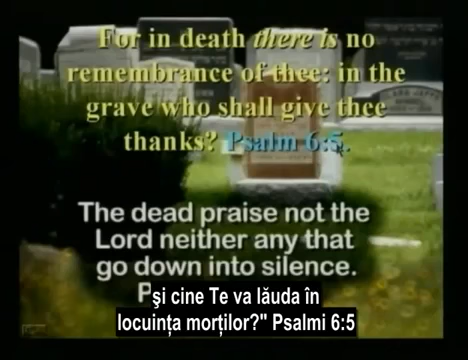 For in death there is no
remembrance of thee: in the
grave who shall give thee
thanks? Psalm 6:5.
The dead praise not the
Lord neither any that
go down into silence.
şi cine Te va lăuda în
locuinţa morţilor?" Psalmi 6:5